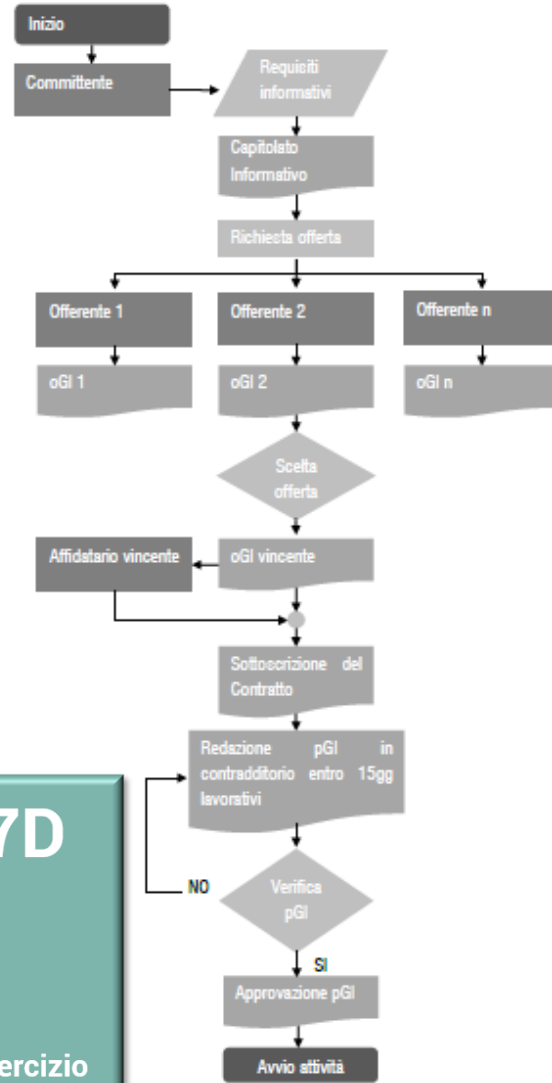 Inizio
Committente
Requisiti
informativi
Capitolato
Informativo
Richiesta offerta
Offerente 1
Offerente 2
Offerente n
oGI 1
oGI 2
oGI n
Scelta
offerta
Affidatario vincente
oGI vincente
Sottoscrizione del
Contratto
Redazione pGI in
contradditorio entro 15gg
lavorativi
NO
Verifica
pGI
SI
Approvazione pGI
Avvio attività
7D
ercizio